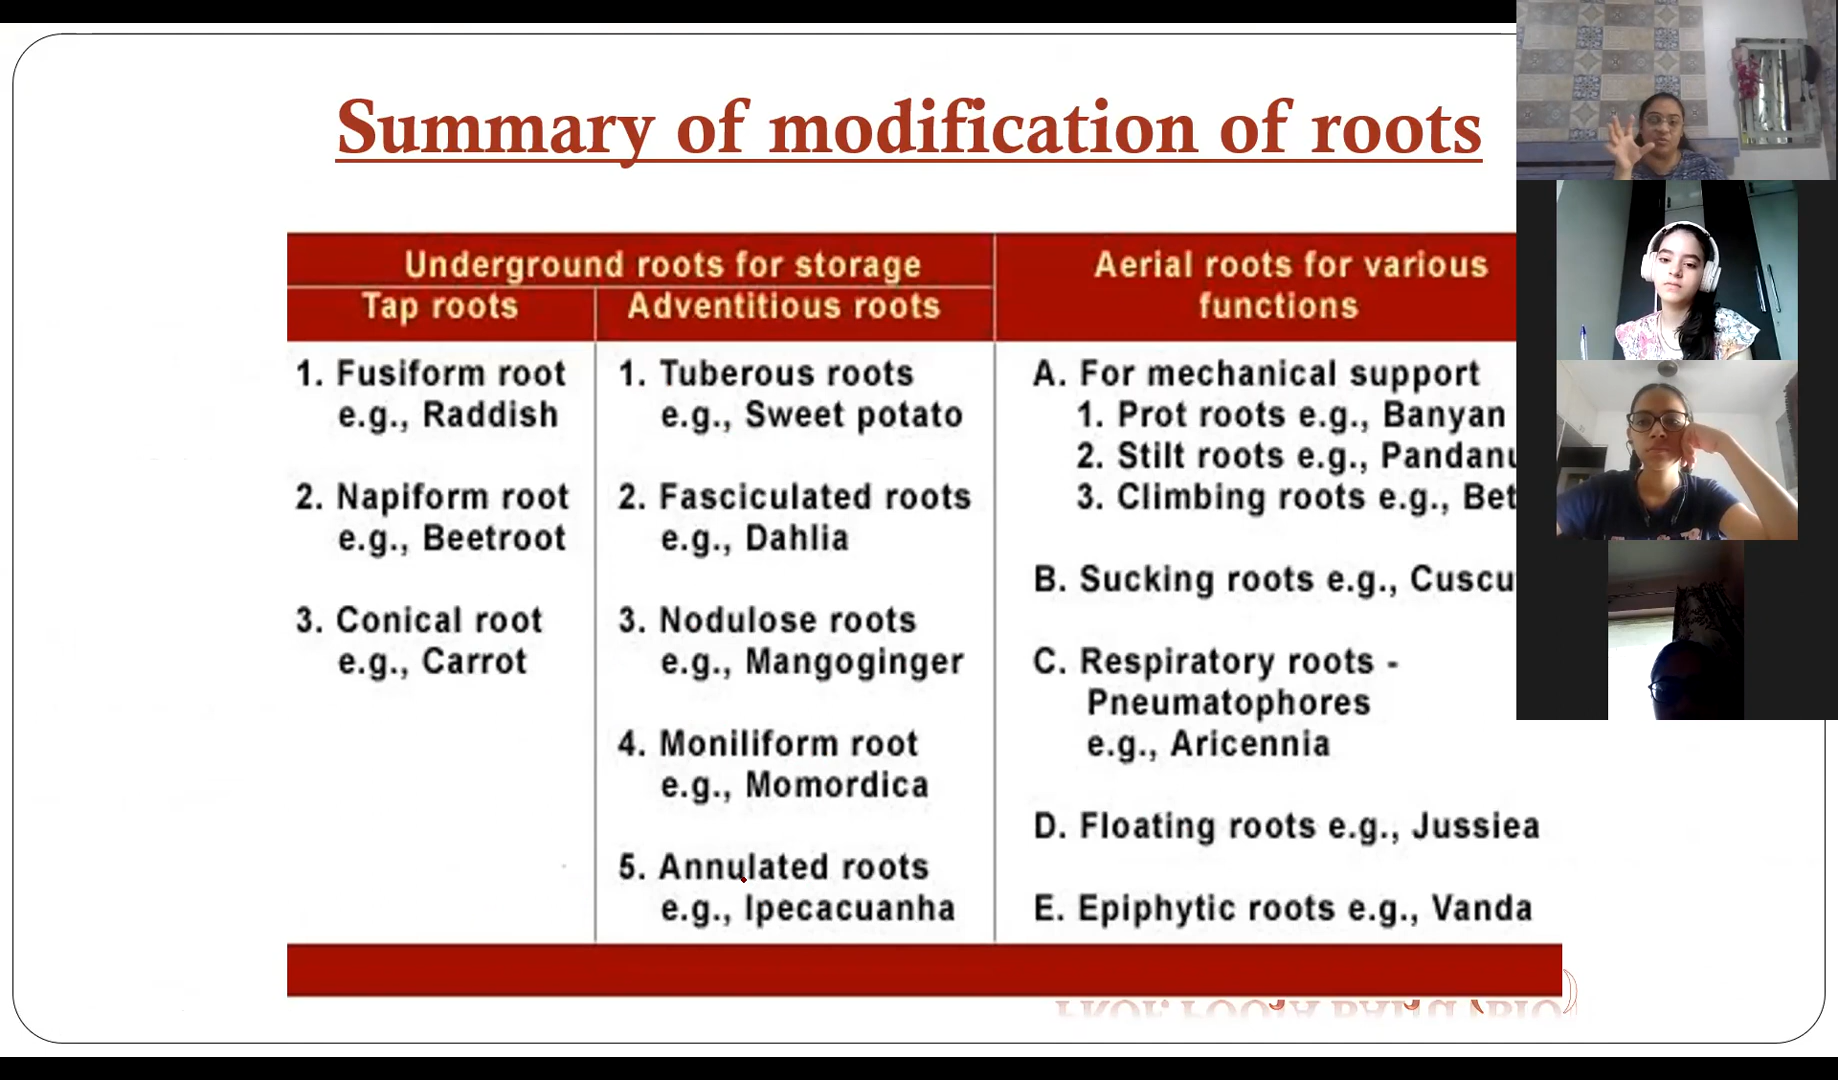 Summary of modification of roots
Underground roots for storage
Tap roots
Adventitious roots
Aerial roots for various
functions
1. Fusiform root
e.g., Raddish
2. Napiform root
e.g., Beetroot
3. Conical root
e.g., Carrot
1. Tuberous roots
e.g., Sweet potato
2. Fasciculated roots
e.g., Dahlia
3. Nodulose roots
e.g., Mangoginger
4. Moniliform root
e.g., Momordica
5. Annulated roots
e.g., Ipecacuanha
A. For mechanical support
1. Prot roots e.g., Banyan
2. Stilt roots e.g.,
3. Climbing roots e.g.,
B. Sucking roots e.g.,
C. Respiratory roots -
Pneumatophores
e.g., Aricennia
D. Floating roots e.g., Jussiea
E. Epiphytic roots e.g., Vanda